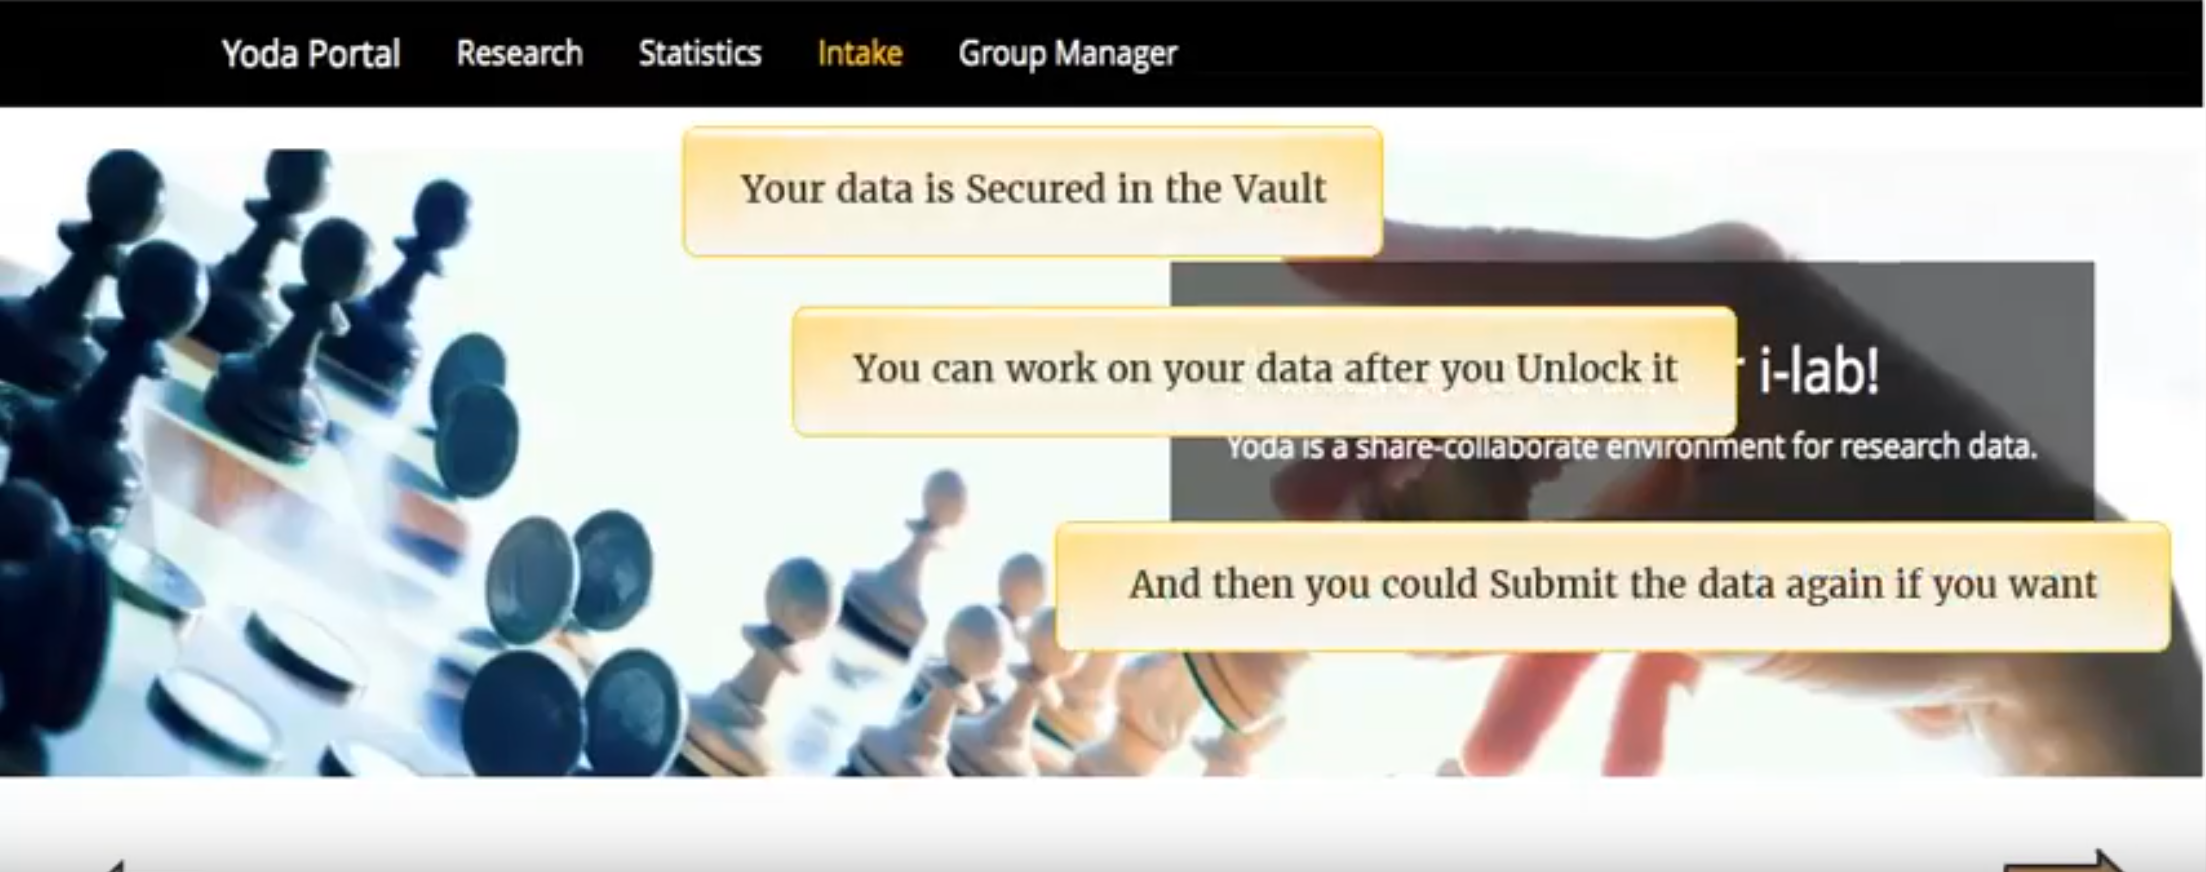 Yoda Portal Research Statistics Intake Group Manager
Your data is Secured in the Vault
You can work on your data after you Unlock it
i-lab!
Yoda is a share-collaborate environment for research data.
And then you could Submit the data again if you want